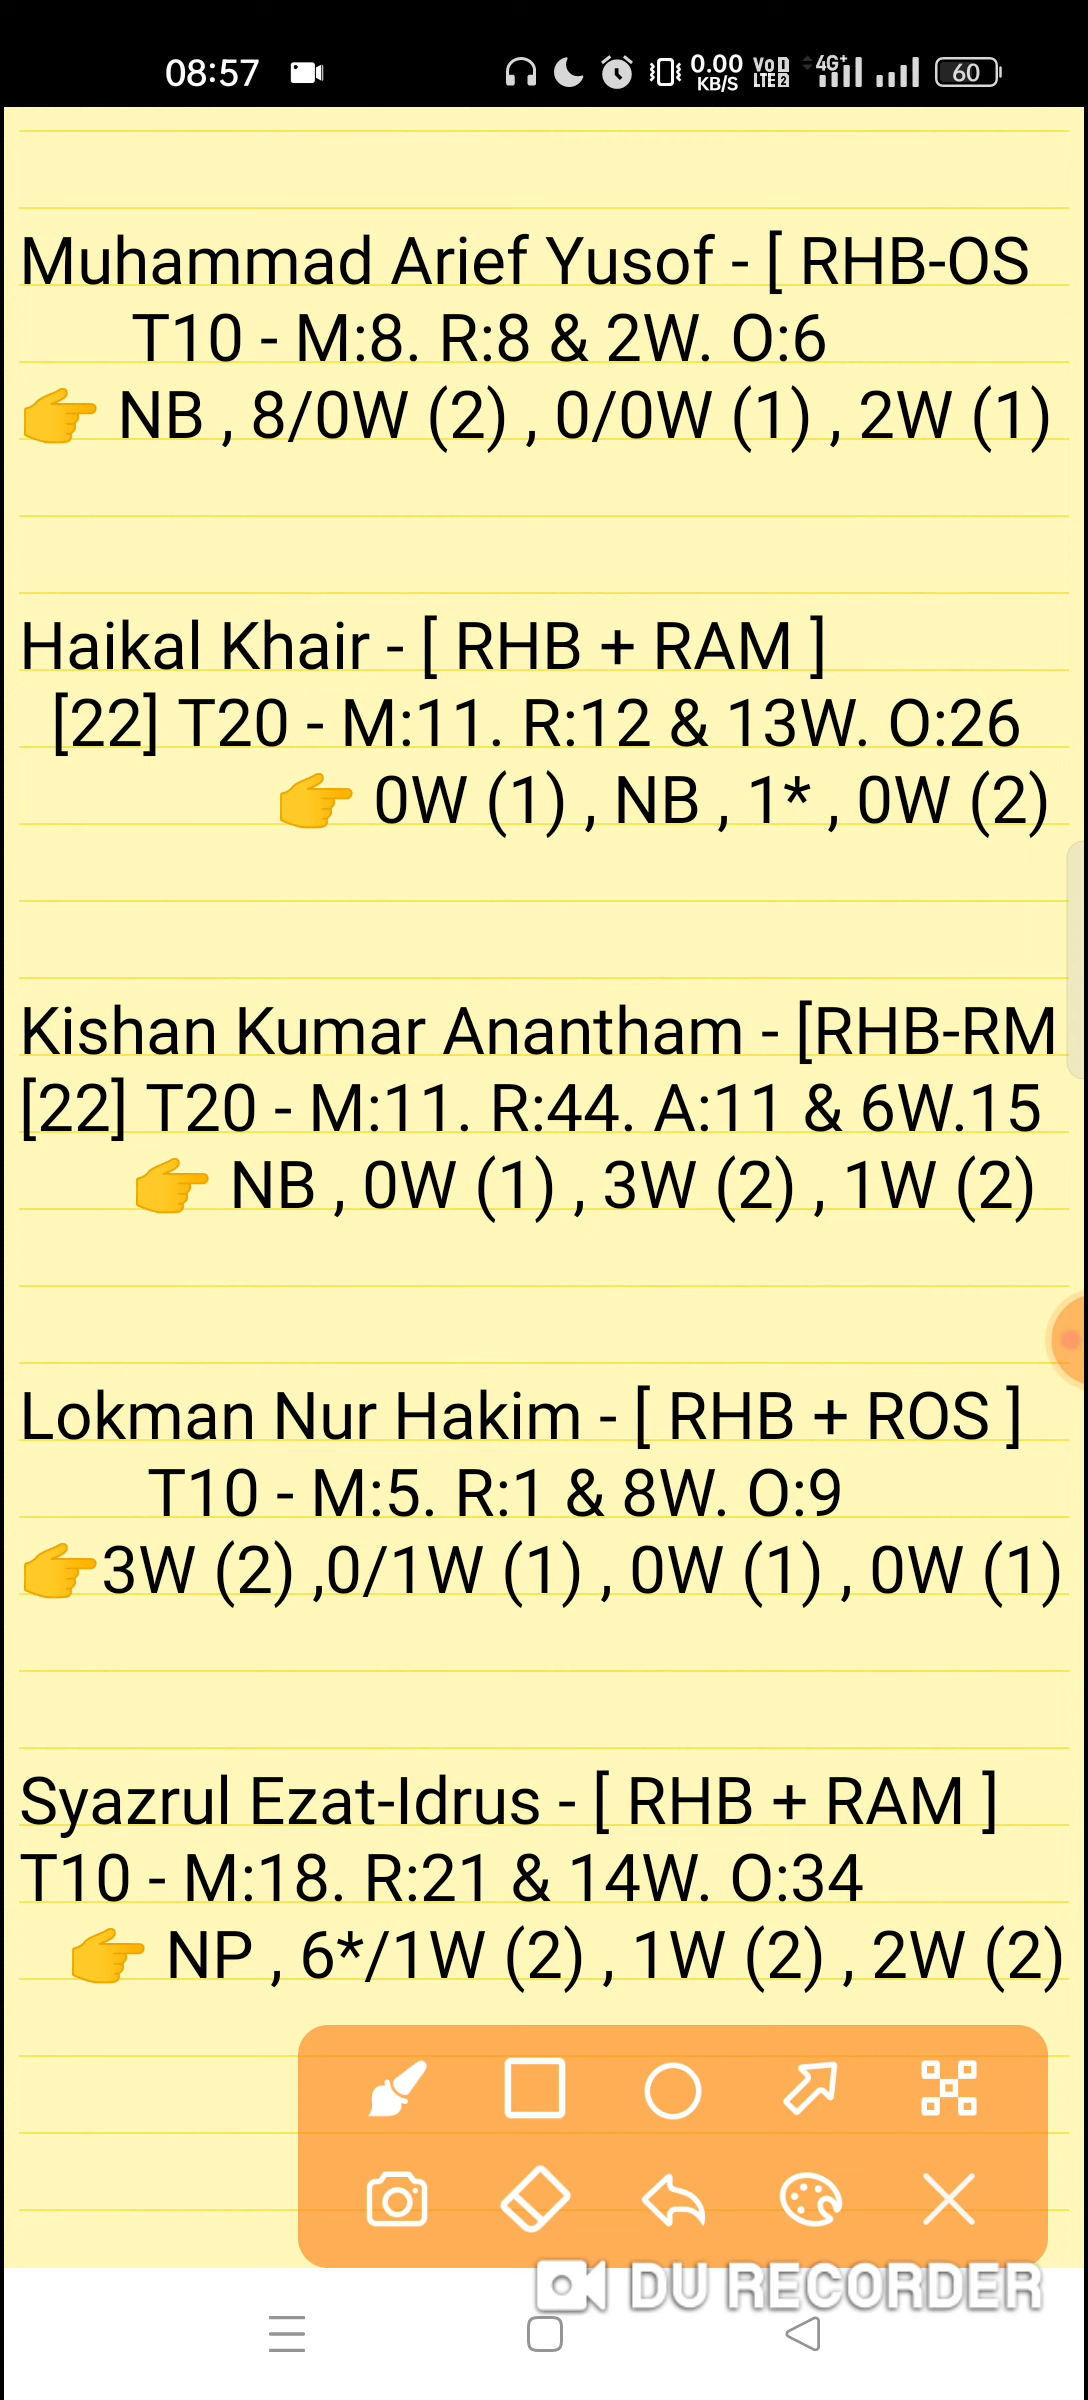 08:57
0.00
KB/S
VoD
LTE 2
4G+
60
Muhammad Arief Yusof - [ RHB-OS
T10 - M:8. R:8 & 2W. O:6
👉 NB , 8/0W (2) , 0/0W (1) , 2W (1)
Haikal Khair - [ RHB + RAM ]
[22] T20 - M:11. R:12 & 13W. O:26
👉 0W (1) , NB , 1* , 0W (2)
Kishan Kumar Anantham - [RHB-RM
[22] T20 - M:11. R:44. A:11 & 6W.15
👉 NB , 0W (1) , 3W (2) , 1W (2)
Lokman Nur Hakim - [ RHB + ROS ]
T10 - M:5. R:1 & 8W. O:9
👉3W (2) ,0/1W (1) , 0W (1) , 0W (1)
Syazrul Ezat-Idrus - [ RHB + RAM ]
T10 - M:18. R:21 & 14W. O:34
👉 NP , 6*/1W (2) , 1W (2) , 2W (2)
DU RECORDER